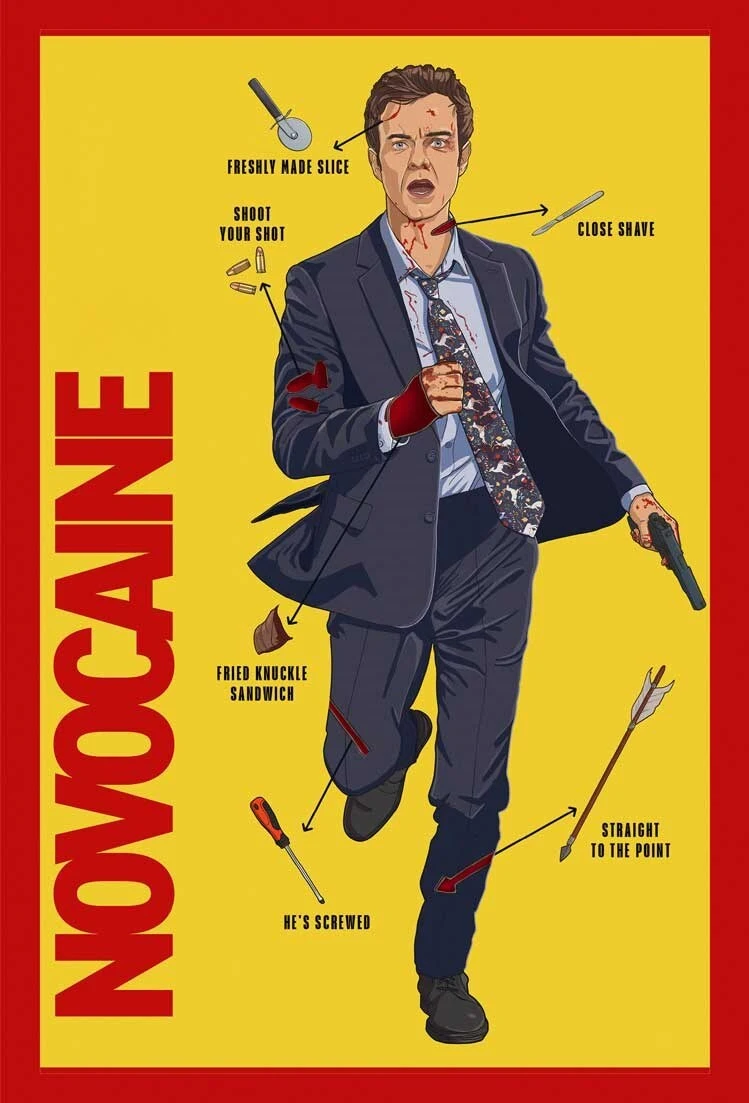 FRESHLY MADE SLICE
SHOOT
YOUR SHOT
CLOSE SHAVE
NOVOCAINE
FRIED KNUCKLE
SANDWICH
STRAIGHT
TO THE POINT
HE'S SCREWED